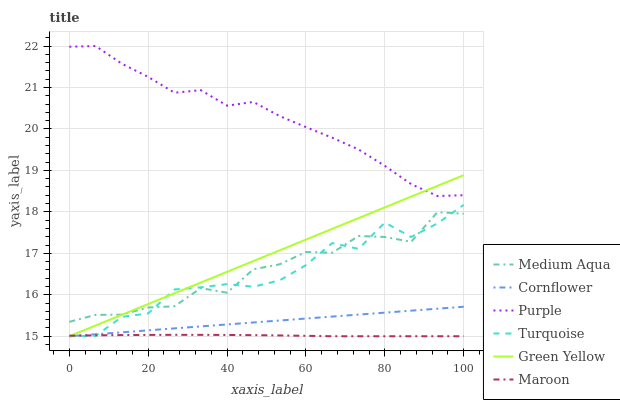 title
yaxis_label
22
21
20
19
18
17
16
15
0 20 40 60 80 100
xaxis_label
Medium Aqua
Cornflower
Purple
Turquoise
Green Yellow
Maroon